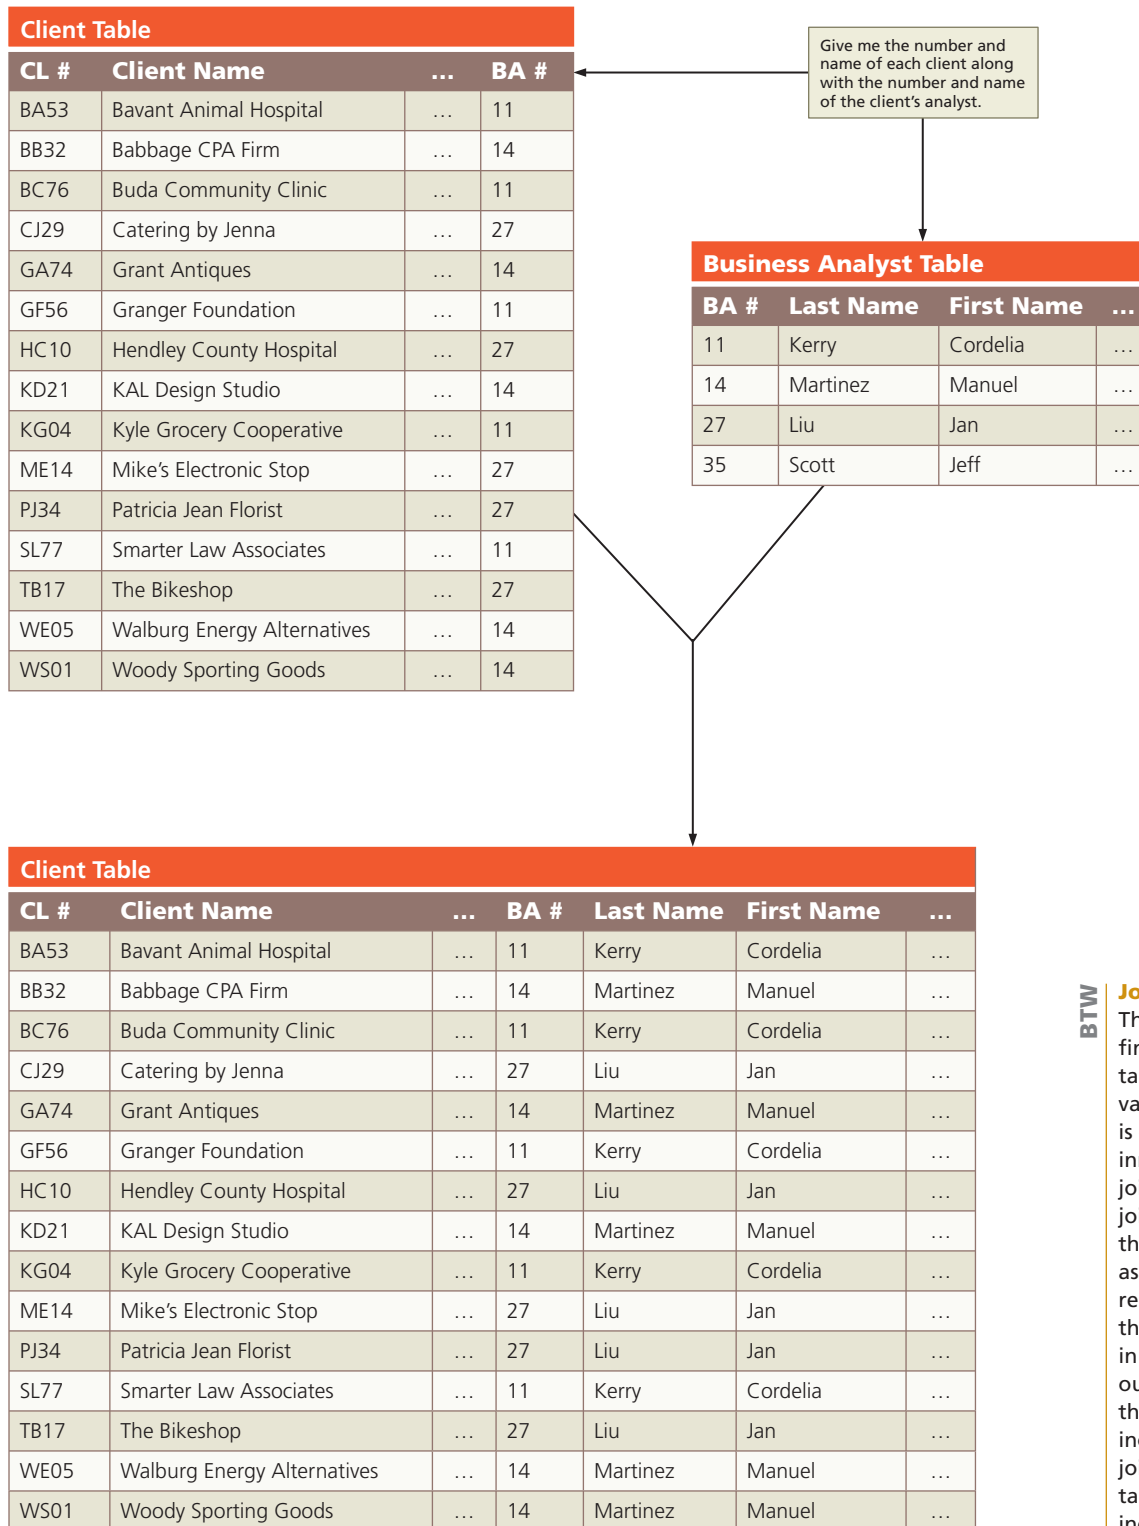 Client Table
CL # Client Name ... BA #
BA53 Bavant Animal Hospital ... 11
BB32 Babbage CPA Firm ... 14
BC76 Buda Community Clinic ... 11
CJ29 Catering by Jenna ... 27
GA74 Grant Antiques ... 14
GF56 Granger Foundation ... 11
HC10 Hendley County Hospital ... 27
KD21 KAL Design Studio ... 14
KG04 Kyle Grocery Cooperative ... 11
ME14 Mike’s Electronic Stop ... 27
PJ34 Patricia Jean Florist ... 27
SL77 Smarter Law Associates ... 11
TB17 The Bikeshop ... 27
WE05 Walburg Energy Alternatives ... 14
WS01 Woody Sporting Goods ... 14
Give me the number and
name of each client along
with the number and name
of the client’s analyst.
Business Analyst Table
BA # Last Name First Name ...
11 Kerry Cordelia ...
14 Martinez Manuel ...
27 Liu Jan ...
35 Scott Jeff ...
Client Table
CL # Client Name ... BA # Last Name First Name ...
BA53 Bavant Animal Hospital ... 11 Kerry Cordelia ...
BB32 Babbage CPA Firm ... 14 Martinez Manuel ...
BC76 Buda Community Clinic ... 11 Kerry Cordelia ...
CJ29 Catering by Jenna ... 27 Liu Jan ...
GA74 Grant Antiques ... 14 Martinez Manuel ...
GF56 Granger Foundation ... 11 Kerry Cordelia ...
HC10 Hendley County Hospital ... 27 Liu Jan ...
KD21 KAL Design Studio ... 14 Martinez Manuel ...
KG04 Kyle Grocery Cooperative ... 11 Kerry Cordelia ...
ME14 Mike’s Electronic Stop ... 27 Liu Jan ...
PJ34 Patricia Jean Florist ... 27 Liu Jan ...
SL77 Smarter Law Associates ... 11 Kerry Cordelia ...
TB17 The Bikeshop ... 27 Liu Jan ...
WE05 Walburg Energy Alternatives ... 14 Martinez Manuel ...
WS01 Woody Sporting Goods ... 14 Martinez Manuel ...
BTW
is
in